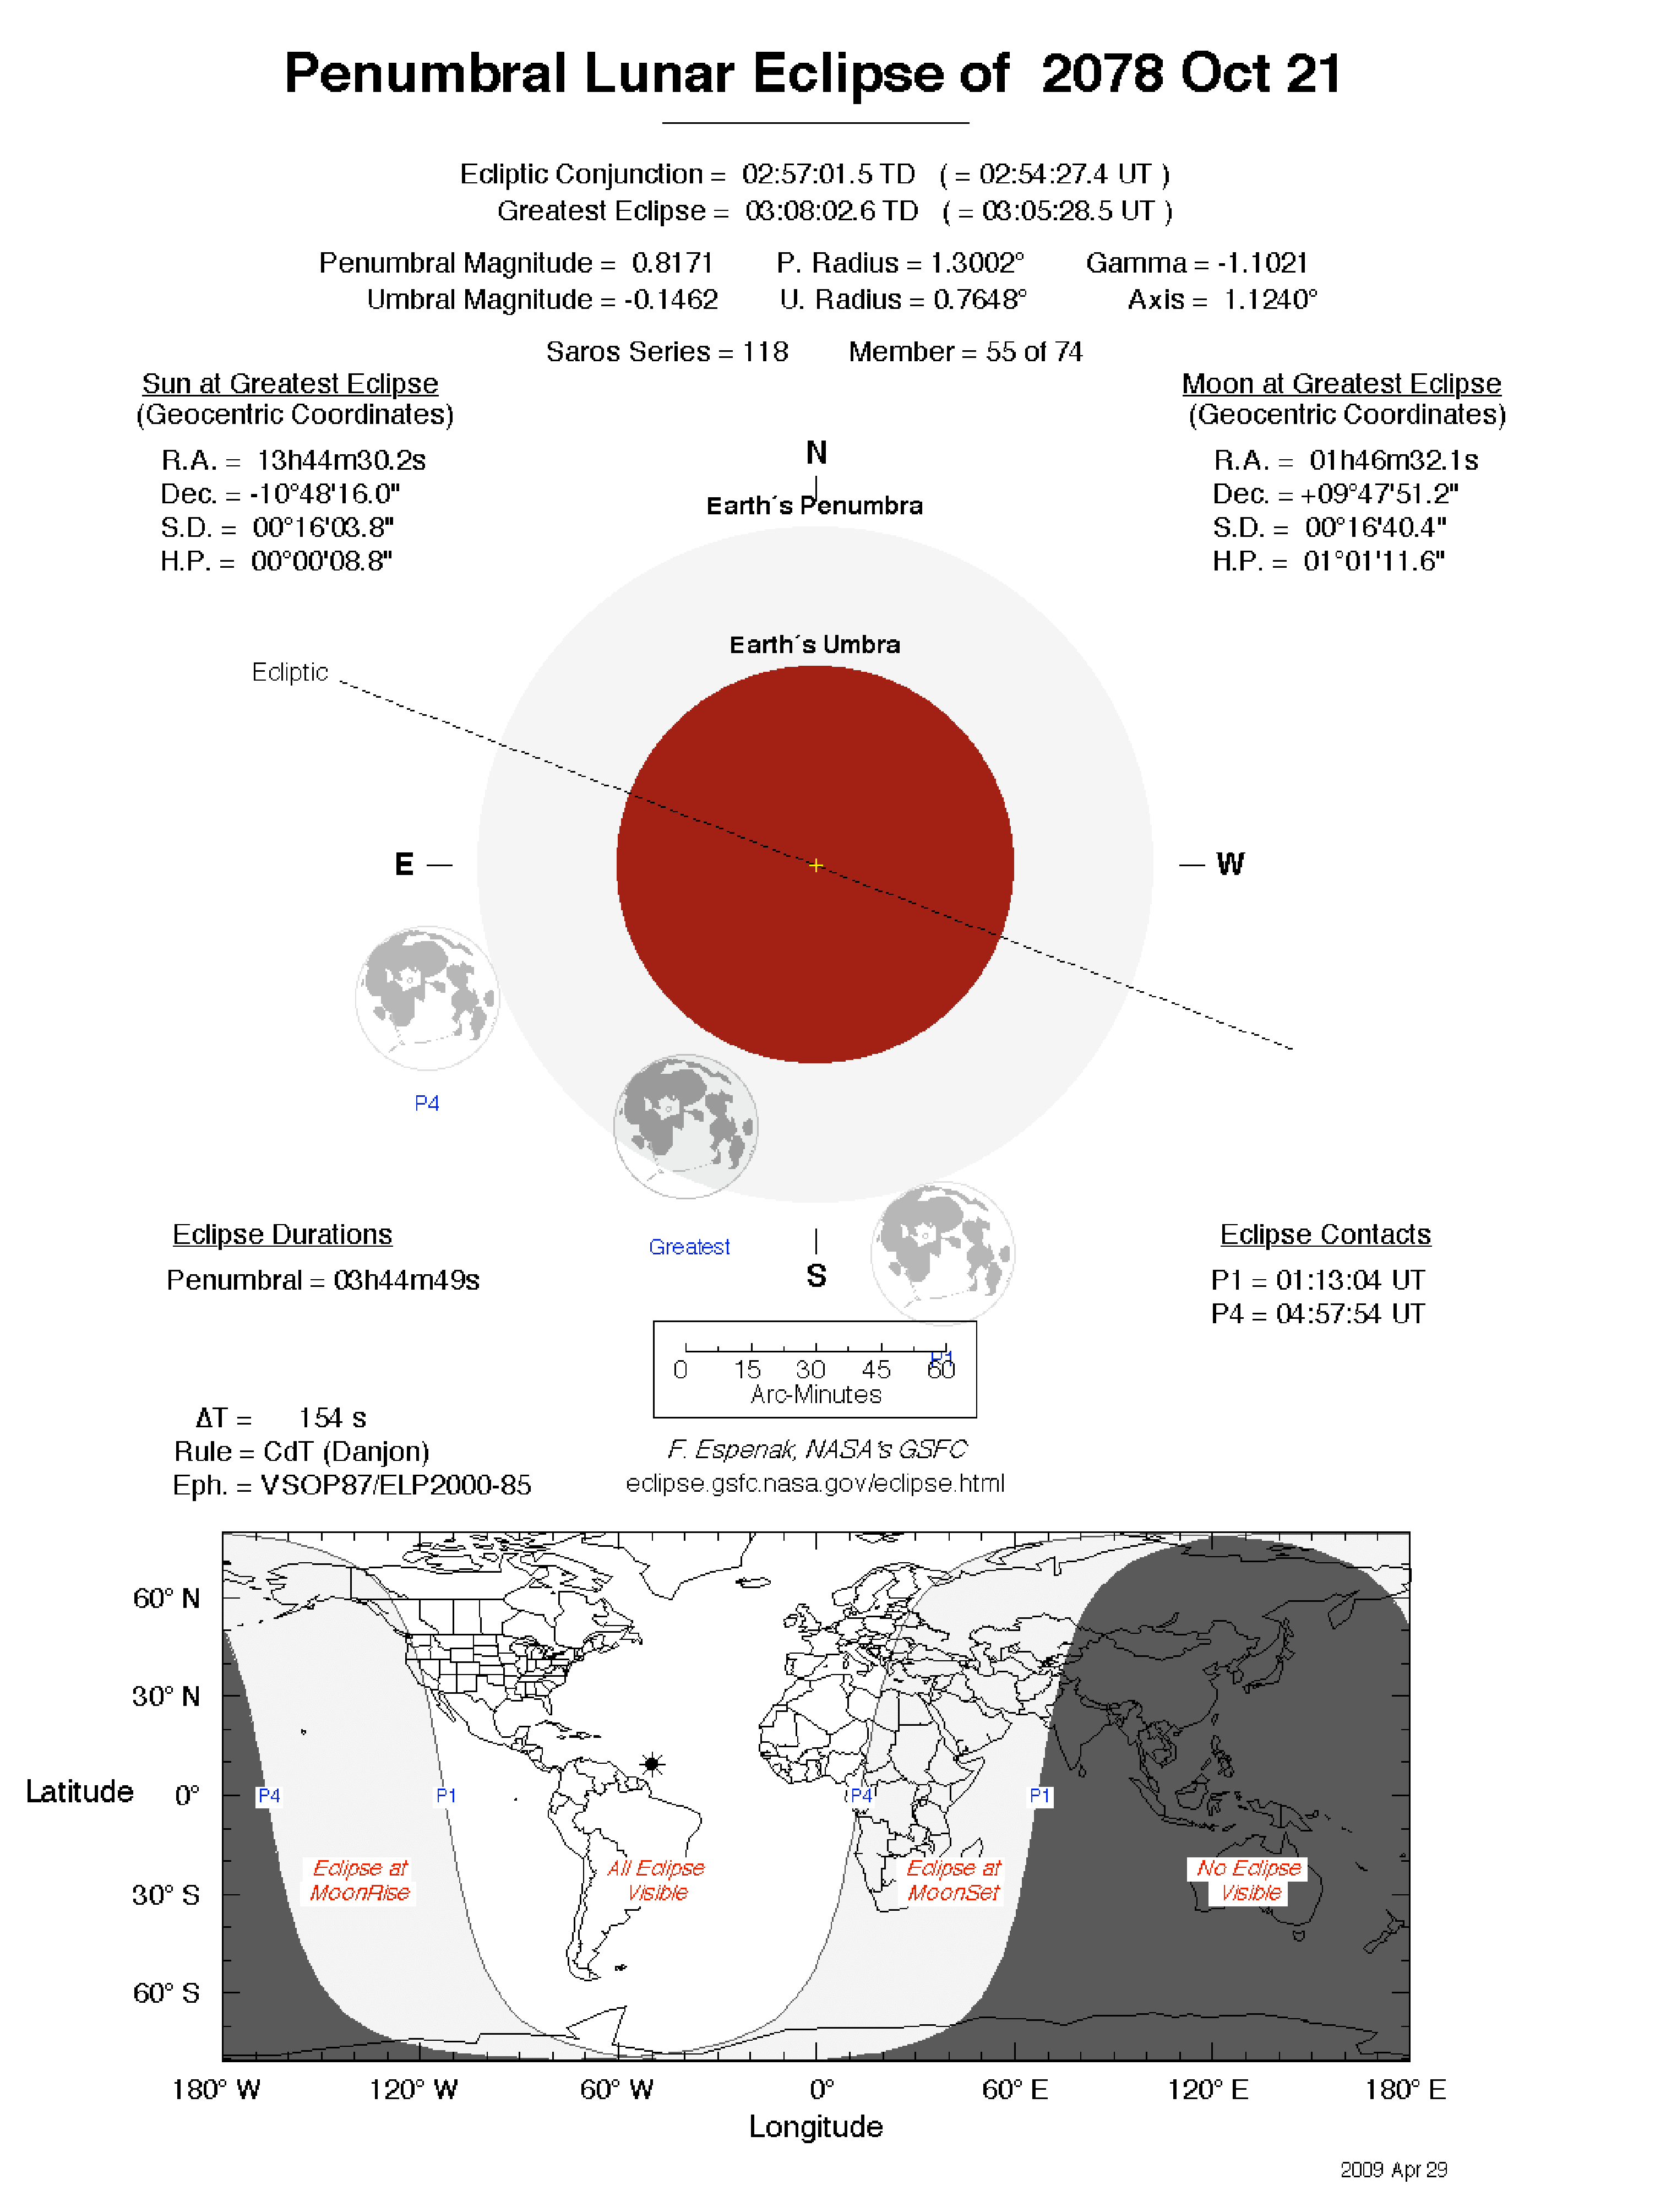 Penumbral Lunar Eclipse of 2078 Oct 21
Ecliptic Conjunction = 02:57:01.5 TD ( = 02:54:27.4 UT )
Greatest Eclipse = 03:08:02.6 TD ( = 03:05:28.5 UT )
Penumbral Magnitude = 0.8171 P. Radius = 1.3002° Gamma = -1.1021
Umbral Magnitude = -0.1462 U. Radius = 0.7648° Axis = 1.1240°
Saros Series = 118 Member = 55 of 74
Sun at Greatest Eclipse
(Geocentric Coordinates)
R.A. = 13h44m30.2s
Dec. = -10°48'16.0"
S.D. = 00°16'03.8"
H.P. = 00°00'08.8"
Moon at Greatest Eclipse
(Geocentric Coordinates)
R.A. = 01h46m32.1s
Dec. = +09°47'51.2"
S.D. = 00°16'40.4"
H.P. = 01°01'11.6"
N
Earth´s Penumbra
Earth´s Umbra
Ecliptic
E
W
P4
Greatest
S
P1
Eclipse Durations
Penumbral = 03h44m49s
Eclipse Contacts
P1 = 01:13:04 UT
P4 = 04:57:54 UT
0 15 30 45 60
Arc-Minutes
ΔT = 154 s
Rule = CdT (Danjon)
Eph. = VSOP87/ELP2000-85
F. Espenak, NASA's GSFC
eclipse.gsfc.nasa.gov/eclipse.html
60° N
30° N
Latitude 0°
30° S
60° S
P4 P1 P4 P1
Eclipse at
MoonRise
All Eclipse
Visible
Eclipse at
MoonSet
No Eclipse
Visible
180° W 120° W 60° W 0° 60° E 120° E 180° E
Longitude
2009 Apr 29